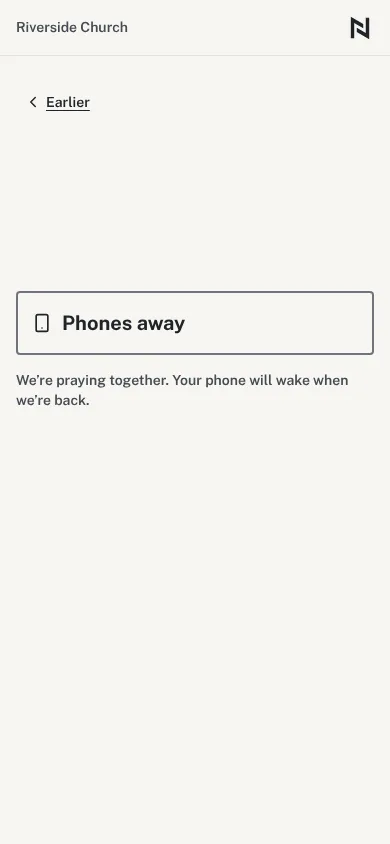 Riverside Church
Earlier
Phones away
We're praying together. Your phone will wake when
we're back.